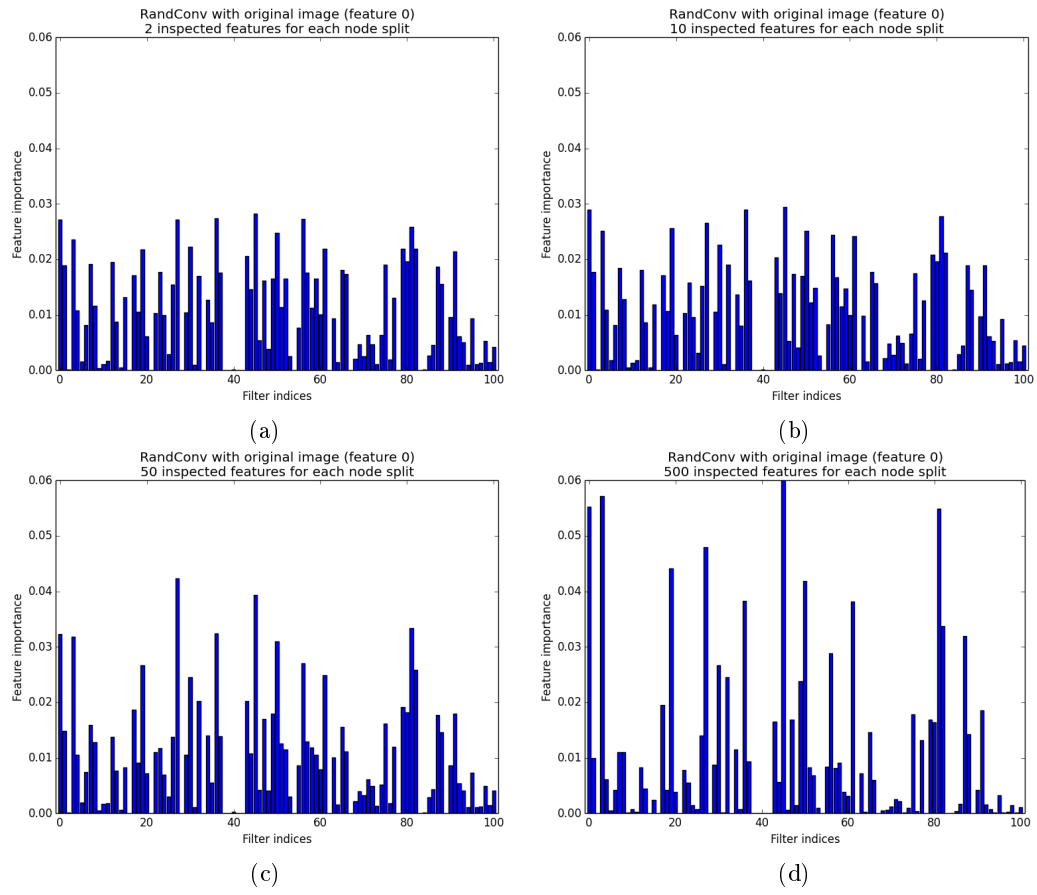 RandConv with original image (feature 0)
2 inspected features for each node split
0.06
0.05
0.04
0.03
0.02
0.01
0.00
Feature importance
0 20 40 60 80 100
Filter indices
(a)
RandConv with original image (feature 0)
10 inspected features for each node split
0.06
0.05
0.04
0.03
0.02
0.01
0.00
Feature importance
0 20 40 60 80 100
Filter indices
(b)
RandConv with original image (feature 0)
50 inspected features for each node split
0.06
0.05
0.04
0.03
0.02
0.01
0.00
Feature importance
0 20 40 60 80 100
Filter indices
(c)
RandConv with original image (feature 0)
500 inspected features for each node split
0.06
0.05
0.04
0.03
0.02
0.01
0.00
Feature importance
0 20 40 60 80 100
Filter indices
(d)